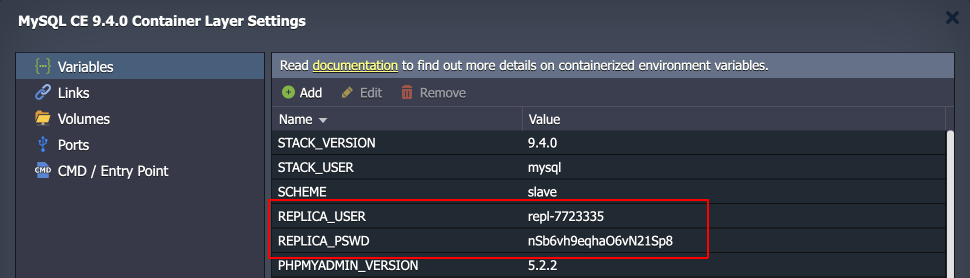 MySQL CE 9.4.0 Container Layer Settings
Variables
Links
Volumes
Ports
CMD CMD / Entry Point
Read documentation to find out more details on containerized environment variables.
Add Edit Remove
Name Value
STACK_VERSION 9.4.0
STACK_USER mysql
SCHEME slave
REPLICA_USER repl-7723335
REPLICA_PSWD nSb6vh9eqhaO6vN21Sp8
PHPMYADMIN_VERSION 5.2.2